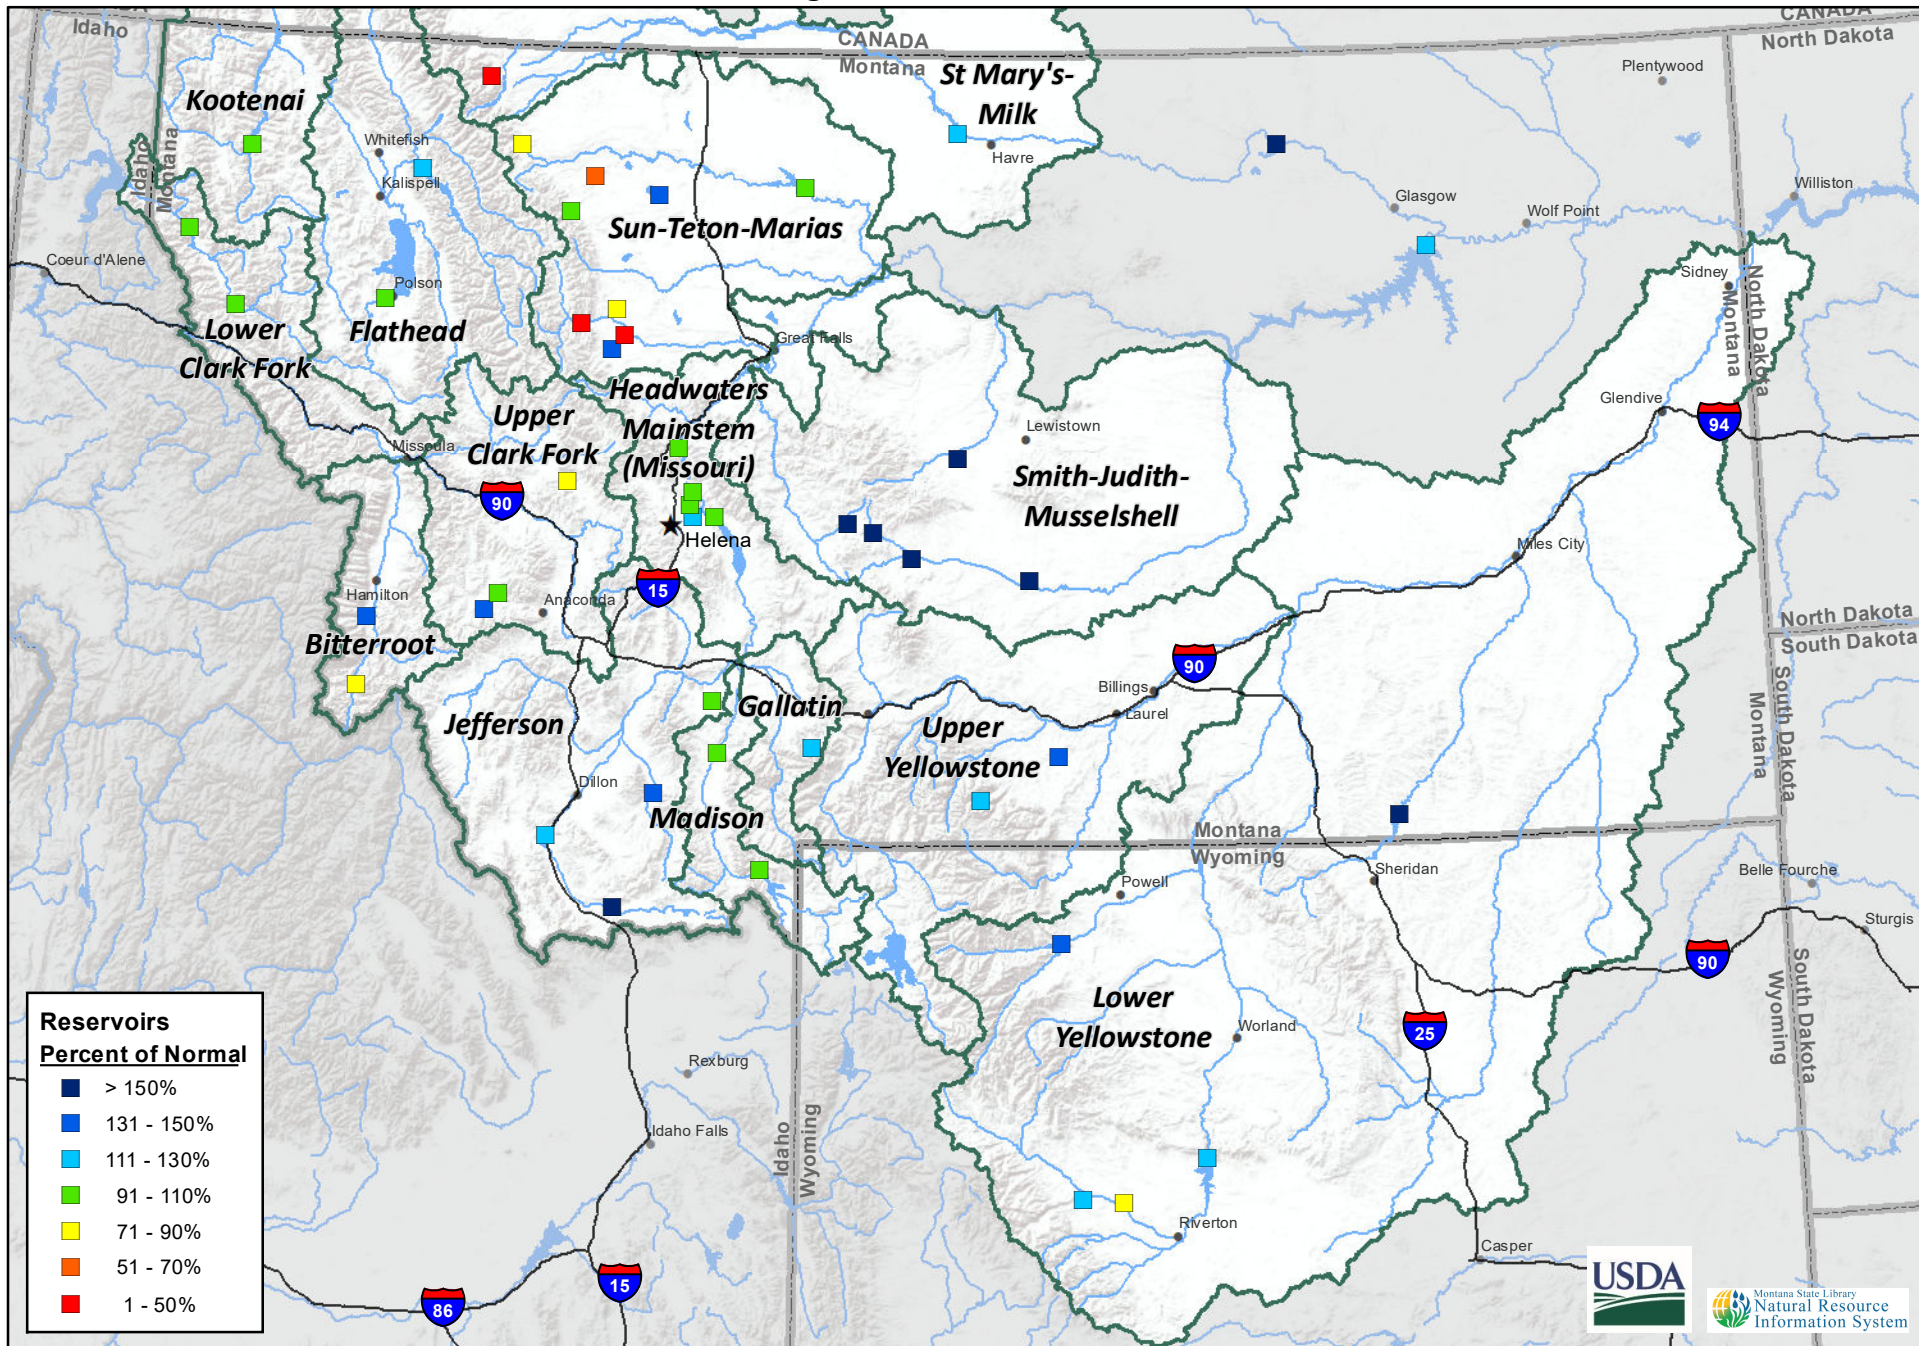 CANADA
Idaho
CANADA
Montana
CANADA
North Dakota
Kootenai
St Mary's-
Milk
Plentywood
Whitefish
Havre
Kalispell
Idaho
Montana
Glasgow
Wolf Point
Williston
Sun-Teton-Marias
Coeur d'Alene
Polson
Sidney
Montana
North Dakota
Lower
Clark Fork
Flathead
Great Falls
Headwaters
Mainstem
(Missouri)
Upper
Clark Fork
Missoula
Lewistown
Glendive
94
Smith-Judith-
Musselshell
90
Helena
Miles City
15
Hamilton
Anaconda
Bitterroot
North Dakota
South Dakota
90
Billings
Laurel
Jefferson
Gallatin
Upper
Yellowstone
Montana
South Dakota
Dillon
Madison
Montana
Wyoming
Sheridan
Powell
Belle Fourche
Sturgis
90
Lower
Yellowstone
Worland
25
South Dakota
Wyoming
Rexburg
Idaho Falls
Idaho
Wyoming
Riverton
Casper
15
86
Reservoirs
Percent of Normal
> 150%
131 - 150%
111 - 130%
91 - 110%
71 - 90%
51 - 70%
1 - 50%
USDA
Montana State Library
Natural Resource
Information System